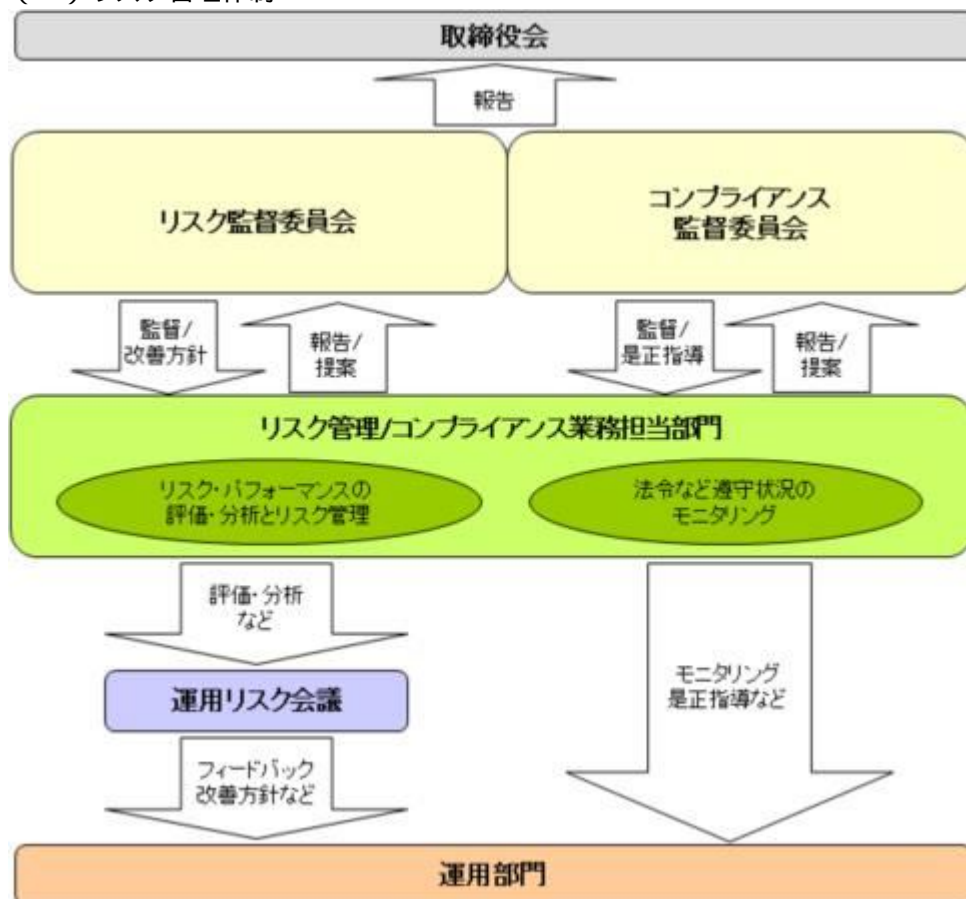 取締役会
報告
リスク監督委員会
コンプライアンス
監督委員会
監督/
改善方針
報告/
提案
監督/
是正指導
報告/
提案
リスク管理/コンプライアンス業務担当部門
リスク・パフォーマンスの
評価・分析とリスク管理
法令など遵守状況の
モニタリング
評価・分析
など
運用リスク会議
モニタリング
是正指導など
フィードバック
改善方針など
運用部門